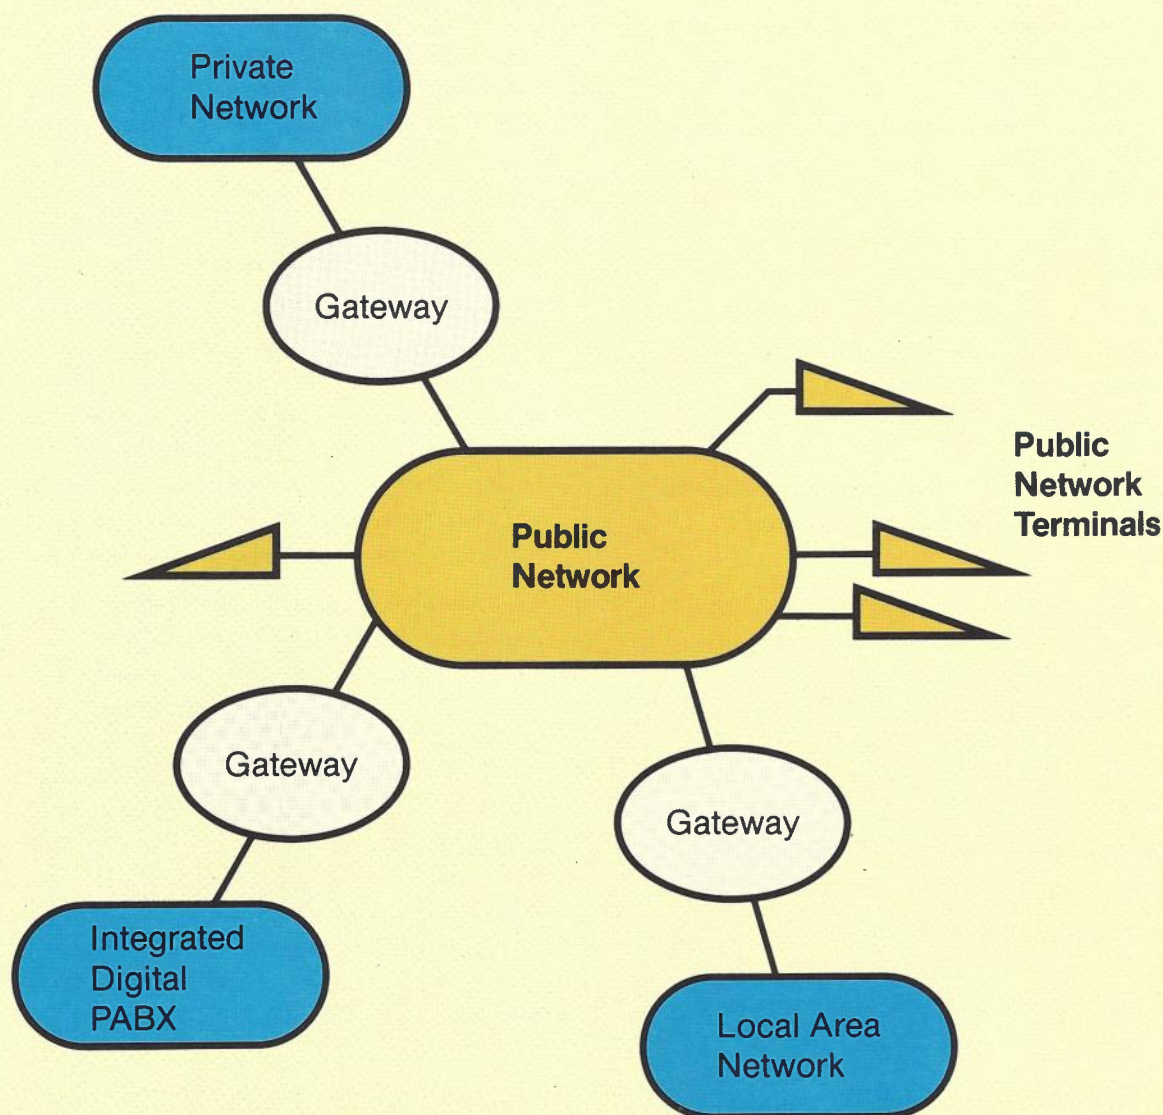 Private
Network
Gateway
Public
Network
Terminals
Public
Network
Gateway
Gateway
Integrated
Digital
PABX
Local Area
Network